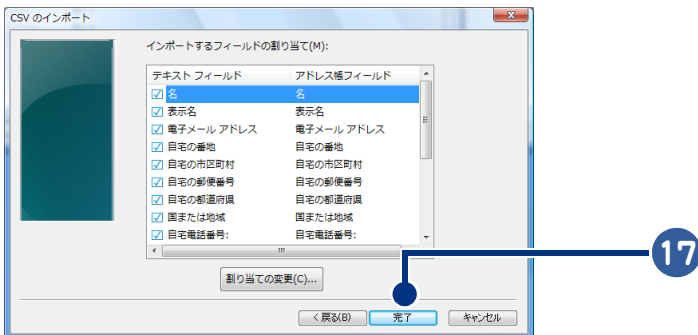 CSV のインポート
インポートするフィールドの割り当て(M):
テキスト フィールド アドレス帳フィールド
名 名
表示名 表示名
電子メール アドレス 電子メール アドレス
自宅の番地 自宅の番地
自宅の市区町村 自宅の市区町村
自宅の郵便番号 自宅の郵便番号
自宅の都道府県 自宅の都道府県
国または地域 国または地域
自宅電話番号: 自宅電話番号:
割り当ての変更(C)...
17
< 戻る(B) 完了 キャンセル